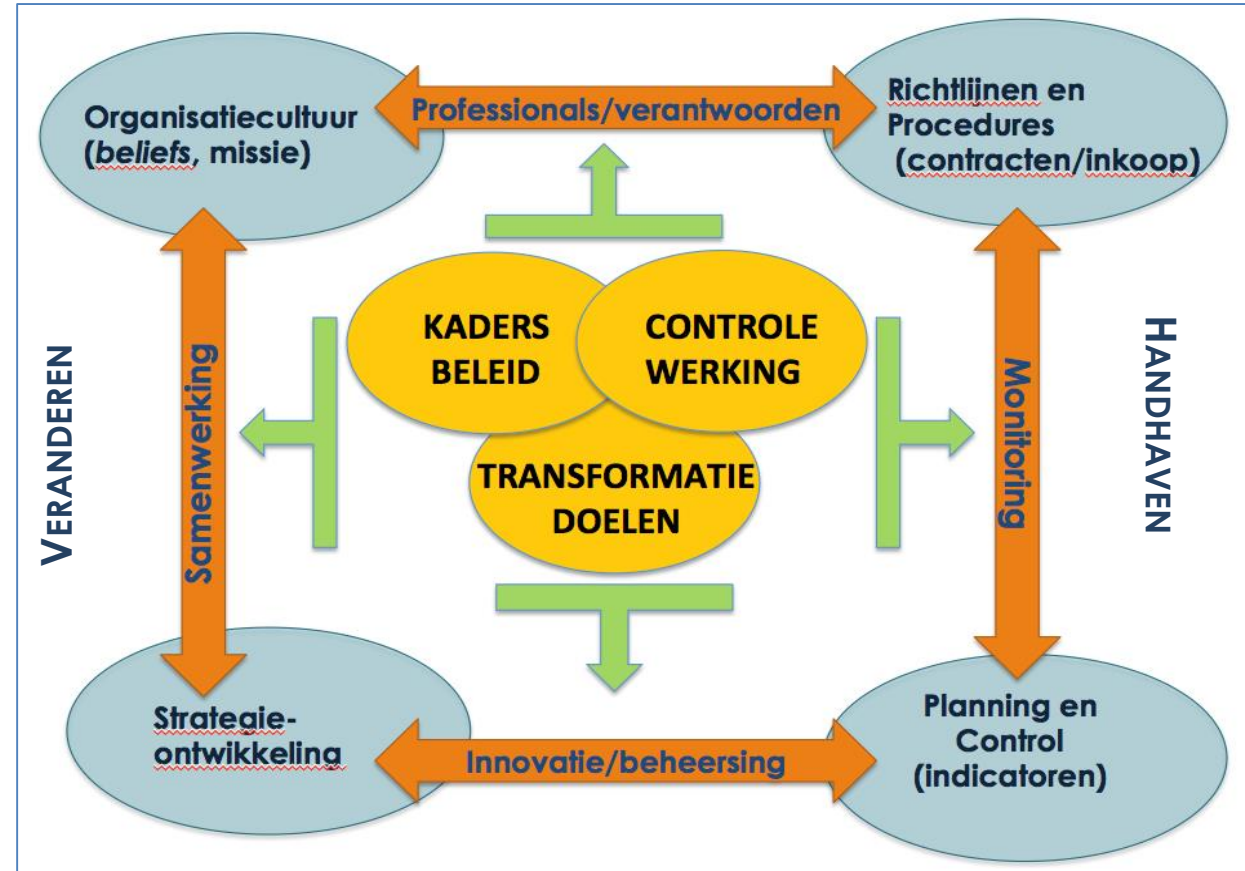 Organisatiecultuur
(beliefs, missie)
Professionals/verantwoorden
Richtlijnen en
Procedures
(contracten/inkoop)
KADERS
BELEID
CONTROLE
WERKING
TRANSFORMATIE
DOELEN
VERANDEREN
Samenwerking
Monitoring
HANDHAVEN
Strategie-
ontwikkeling
Innovatie/beheersing
Planning en
Control
(indicatoren)